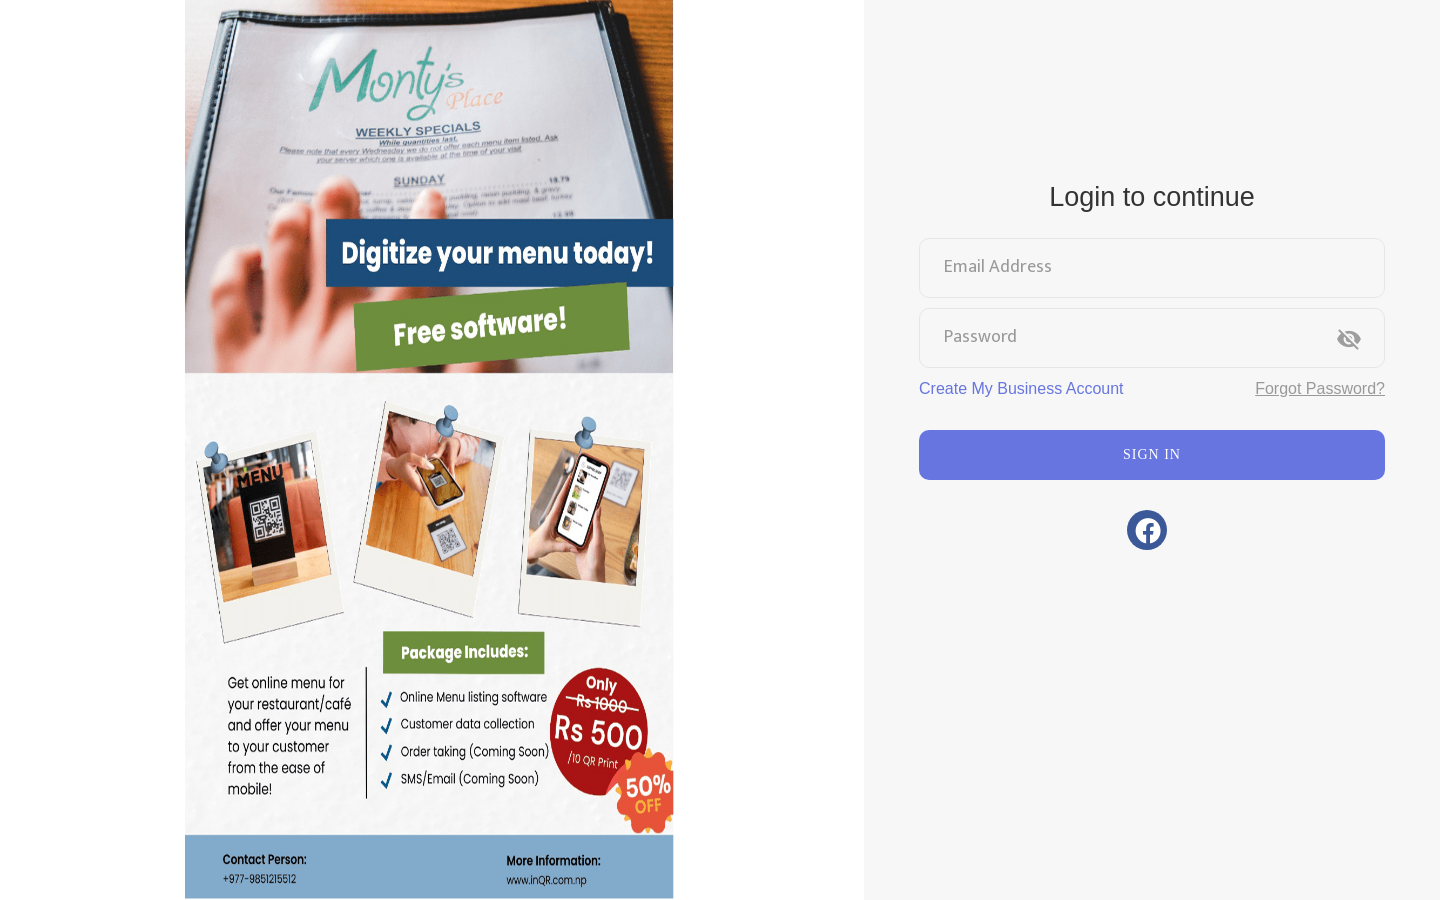 Monty's
Place
WEEKLY SPECIALS
While quantities last.
Please note that every Wednesday we do not offer each menu item listed. Ask
your server which one is available at the time of your visit
SUNDAY
18.79
Digitize your menu today!
Free software!
MENU
Package Includes:
Get online menu for
your restaurant/café
and offer your menu
to your customer
from the ease of
mobile!
Online Menu listing software
Customer data collection
Order taking (Coming Soon)
SMS/Email (Coming Soon)
Only
Rs 1000
Rs 500
/10 QR Print
50%
OFF
Contact Person:
+977-9851215512
More Information:
www.inQR.com.np
Login to continue
Email Address
Password
Create My Business Account
Forgot Password?
SIGN IN